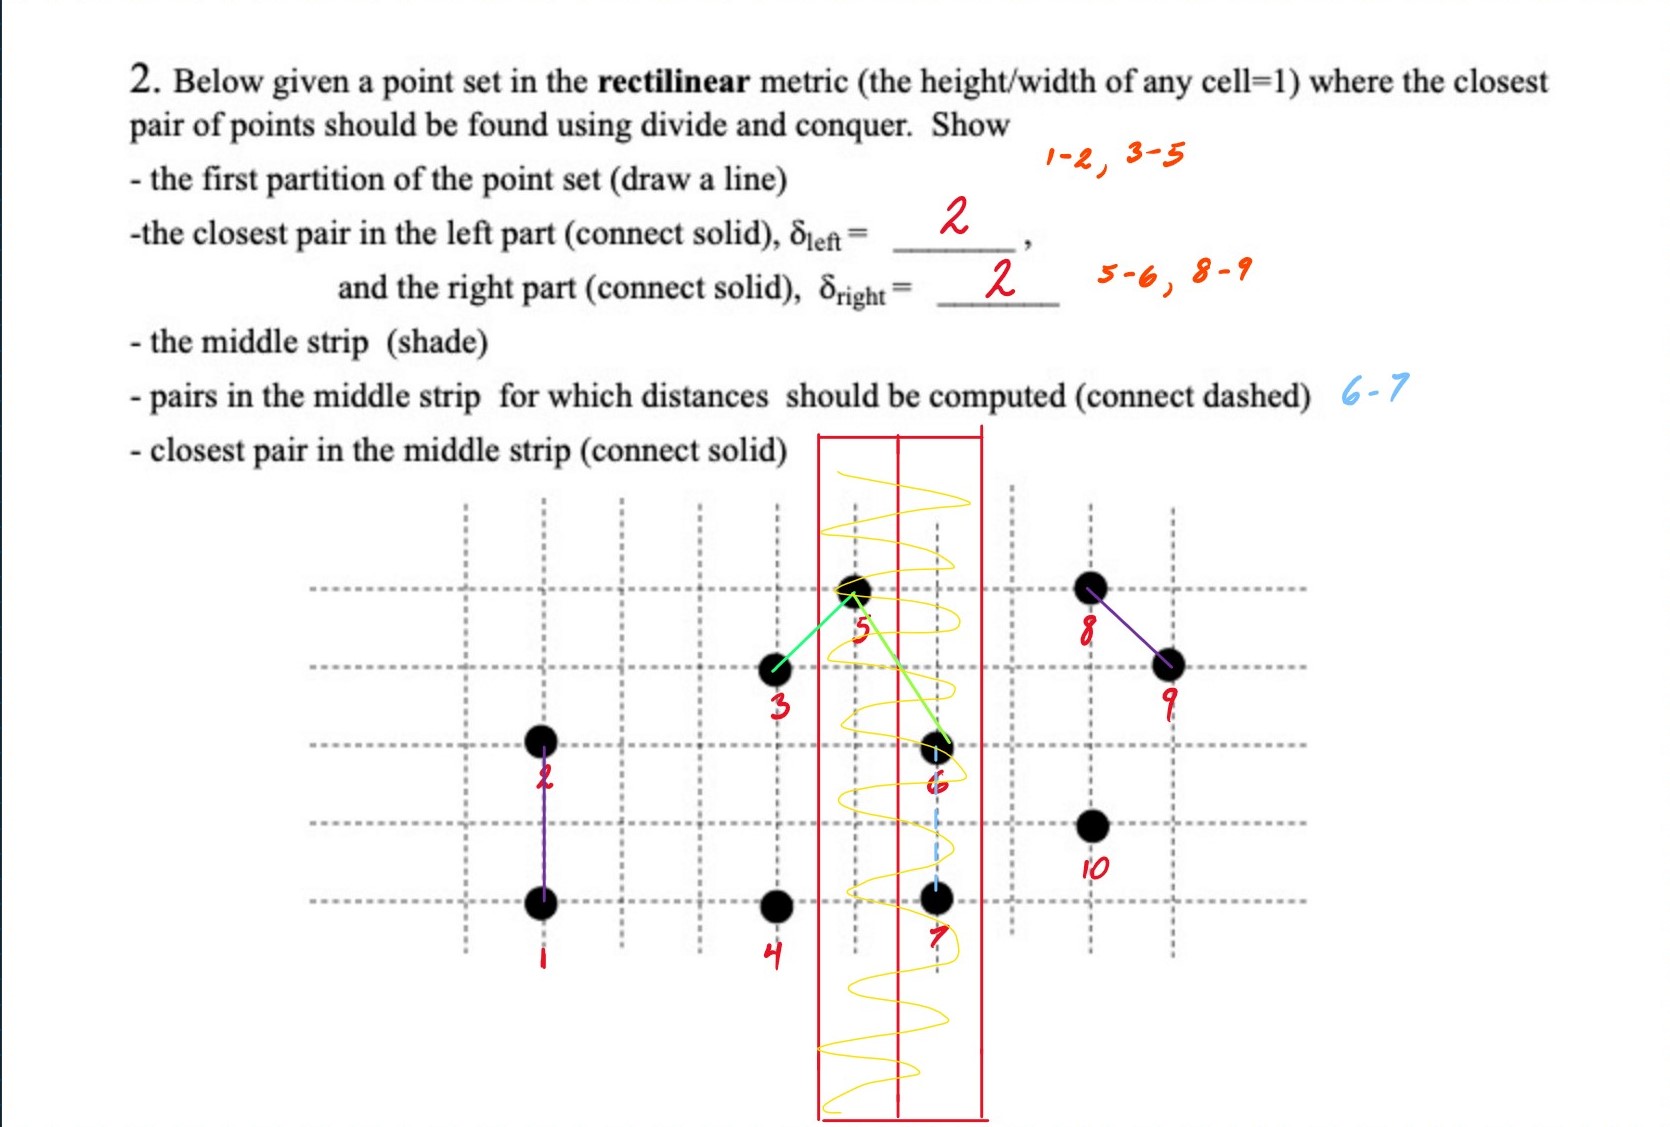 2. Below given a point set in the rectilinear metric (the height/width of any cell=1) where the closest
pair of points should be found using divide and conquer. Show
1-2, 3-5
- the first partition of the point set (draw a line)
-the closest pair in the left part (connect solid), δleft = 2,
and the right part (connect solid), δright = 2 5-6, 8-9
- the middle strip (shade)
- pairs in the middle strip for which distances should be computed (connect dashed) 6-7
- closest pair in the middle strip (connect solid)
5
8
3
9
2
6
10
1
4
7